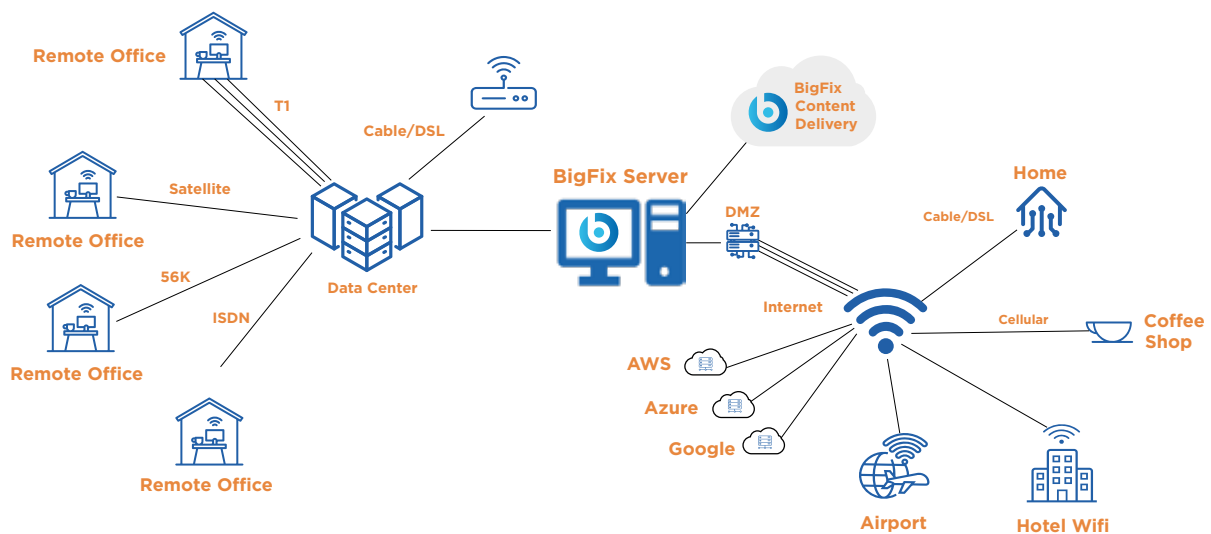 Remote Office
T1
Cable/DSL
BigFix
Content
Delivery
BigFix Server
Home
Satellite
Remote Office
DMZ
Cable/DSL
56K
Data Center
Internet
ISDN
Cellular
Coffee
Shop
Remote Office
AWS
Azure
Google
Remote Office
Airport
Hotel Wifi